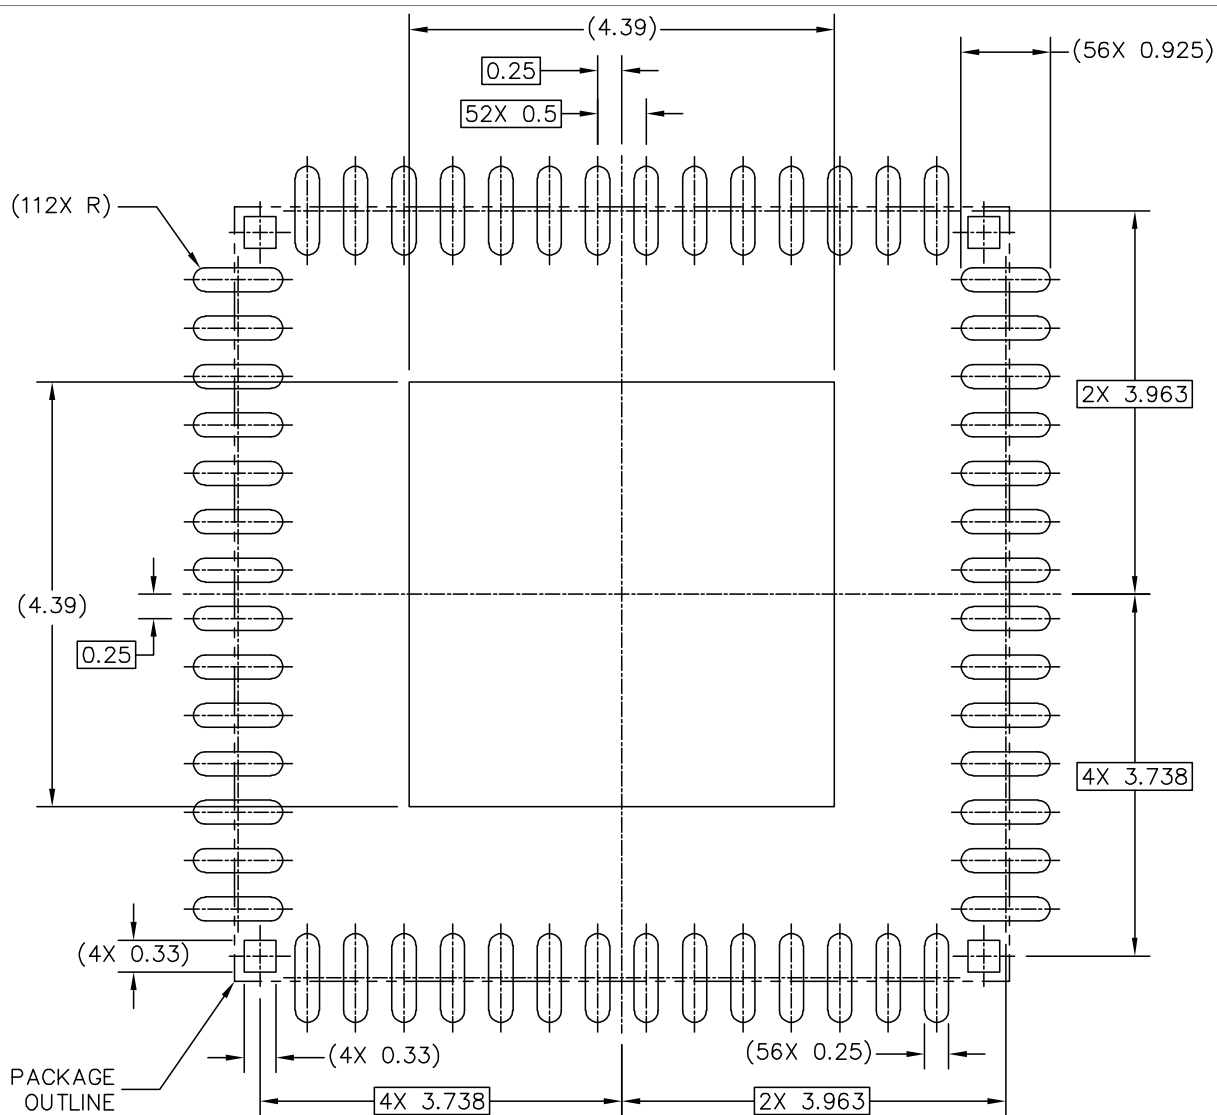 (4.39)
(56X 0.925)
0.25
52X 0.5
(112X R)
2X 3.963
(4.39)
0.25
4X 3.738
(4X 0.33)
(4X 0.33)
(56X 0.25)
PACKAGE
OUTLINE
4X 3.738
2X 3.963